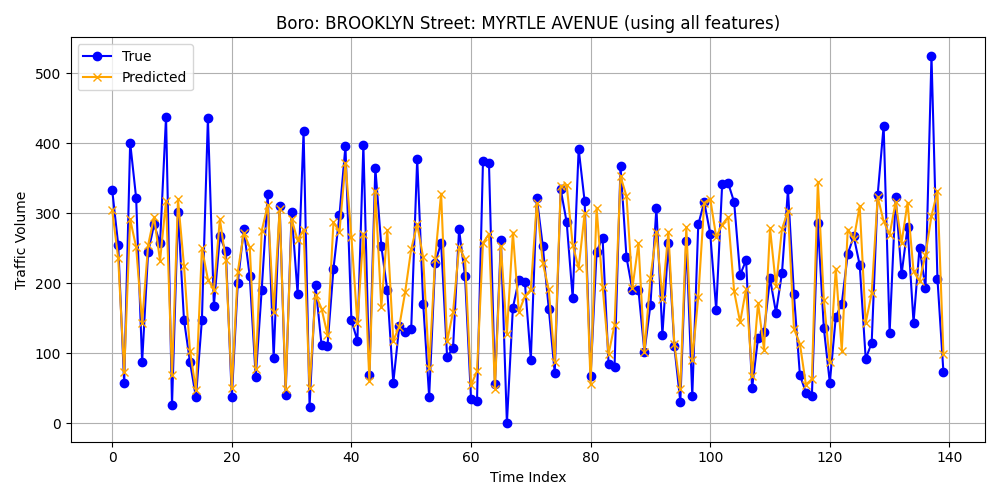 Boro: BROOKLYN Street: MYRTLE AVENUE (using all features)
True
Predicted
Traffic Volume
500
400
300
200
100
0
0 20 40 60 80 100 120 140
Time Index